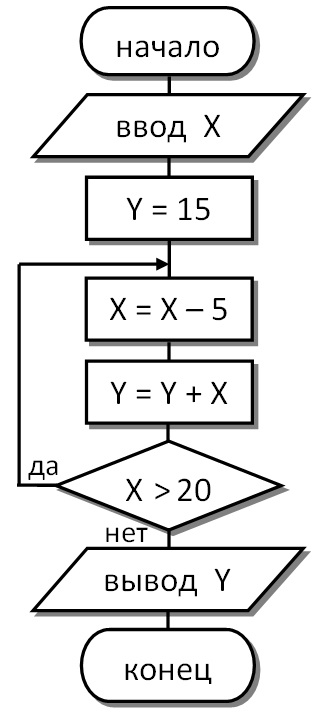 начало
ввод X
Y = 15
X = X – 5
Y = Y + X
да
X > 20
нет
вывод Y
конец